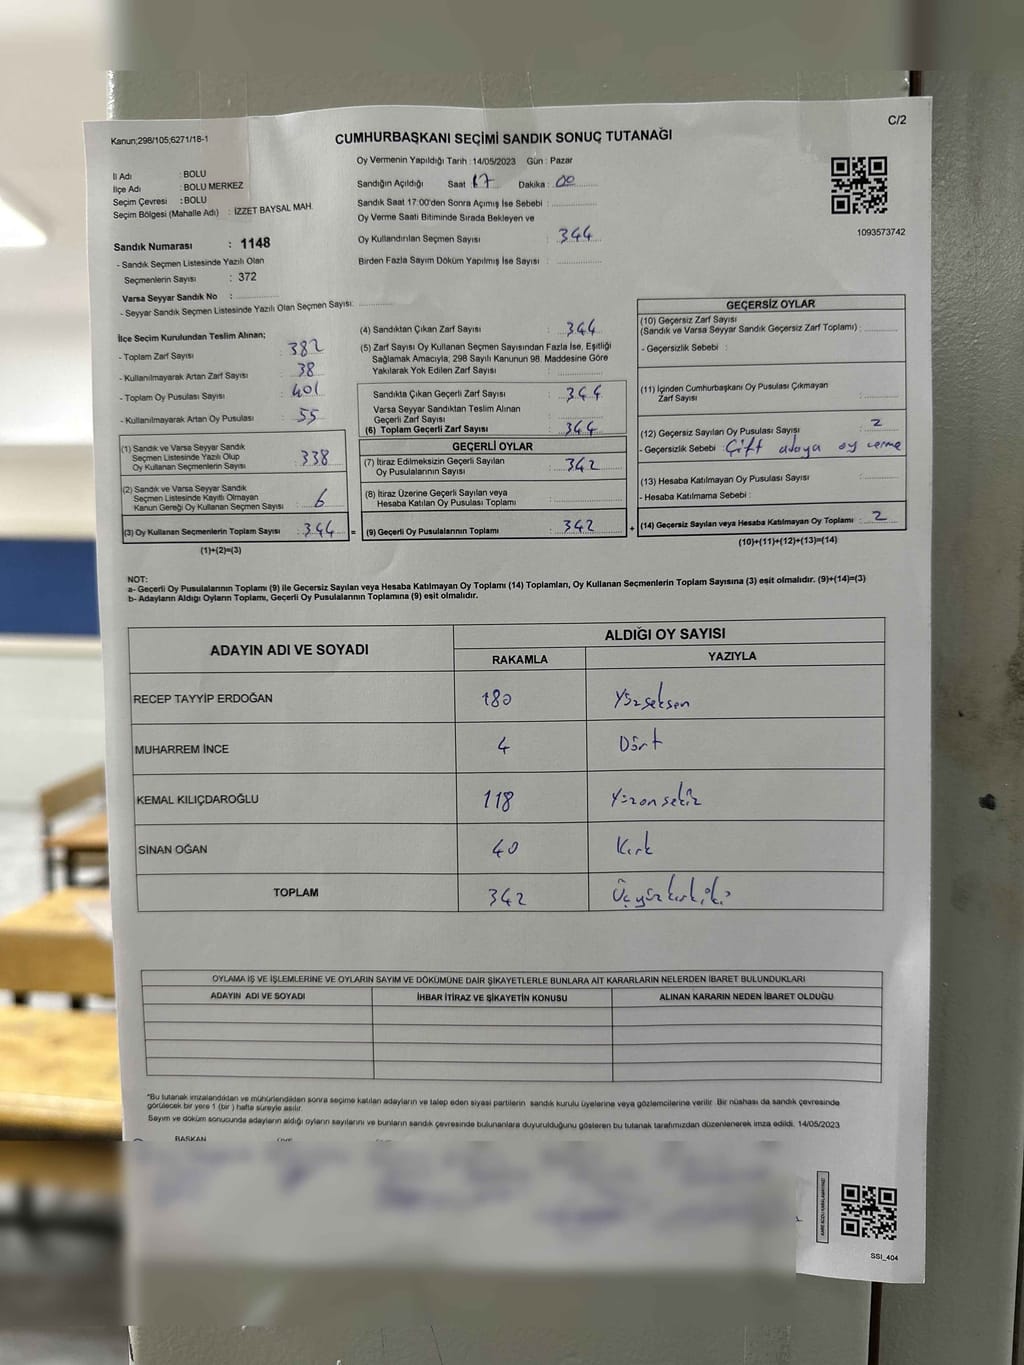 C/2
Kanun;298/105;6271/18-1
CUMHURBAŞKANI SEÇİMİ SANDIK SONUÇ TUTANAĞI
İl Adı : BOLU
İlçe Adı : BOLU MERKEZ
Seçim Çevresi : BOLU
Seçim Bölgesi (Mahalle Adı) : İZZET BAYSAL MAH.
Sandık Numarası : 1148
- Sandık Seçmen Listesinde Yazılı Olan
Seçmenlerin Sayısı : 372
Varsa Seyyar Sandık No :
- Seyyar Sandık Seçmen Listesinde Yazılı Olan Seçmen Sayısı:
Oy Vermenin Yapıldığı Tarih : 14/05/2023 Gün : Pazar
Sandığın Açıldığı Saat 17 Dakika : 00
Sandık Saat 17:00'den Sonra Açımış İse Sebebi :
Oy Verme Saati Bitiminde Sırada Bekleyen ve
Oy Kullandırılan Seçmen Sayısı : 344
Birden Fazla Sayım Döküm Yapılmış İse Sayısı :
1093573742
İlçe Seçim Kurulundan Teslim Alınan;
- Toplam Zarf Sayısı : 382
- Kullanılmayarak Artan Zarf Sayısı : 38
- Toplam Oy Pusulası Sayısı : 401
- Kullanılmayarak Artan Oy Pusulası : 55
(1) Sandık ve Varsa Seyyar Sandık
Seçmen Listesinde Yazılı Olup
Oy Kullanan Seçmenlerin Sayısı : 338
(2) Sandık ve Varsa Seyyar Sandık
Seçmen Listesinde Kayıtlı Olmayan
Kanun Gereği Oy Kullanan Seçmen Sayısı : 6
(3) Oy Kullanan Seçmenlerin Toplam Sayısı : 344 =
(1)+(2)=(3)
(4) Sandıktan Çıkan Zarf Sayısı : 344
(5) Zarf Sayısı Oy Kullanan Seçmen Sayısından Fazla İse, Eşitliği
Sağlamak Amacıyla, 298 Sayılı Kanunun 98. Maddesine Göre
Yakılarak Yok Edilen Zarf Sayısı :
Sandıkta Çıkan Geçerli Zarf Sayısı : 344
Varsa Seyyar Sandıktan Teslim Alınan
Geçerli Zarf Sayısı :
(6) Toplam Geçerli Zarf Sayısı : 344
GEÇERLİ OYLAR
(7) İtiraz Edilmeksizin Geçerli Sayılan
Oy Pusulalarının Sayısı : 342
(8) İtiraz Üzerine Geçerli Sayılan veya
Hesaba Katılan Oy Pusulası Toplamı :
(9) Geçerli Oy Pusulalarının Toplamı : 342 +
GEÇERSİZ OYLAR
(10) Geçersiz Zarf Sayısı
(Sandık ve Varsa Seyyar Sandık Geçersiz Zarf Toplamı) :
- Geçersizlik Sebebi :
(11) İçinden Cumhurbaşkanı Oy Pusulası Çıkmayan
Zarf Sayısı :
(12) Geçersiz Sayılan Oy Pusulası Sayısı : 2
- Geçersizlik Sebebi : Çift adaya oy verme
(13) Hesaba Katılmayan Oy Pusulası Sayısı :
- Hesaba Katılmama Sebebi :
(14) Geçersiz Sayılan veya Hesaba Katılmayan Oy Toplamı : 2
(10)+(11)+(12)+(13)=(14)
NOT:
a- Geçerli Oy Pusulalarının Toplamı (9) ile Geçersiz Sayılan veya Hesaba Katılmayan Oy Toplamı (14) Toplamları, Oy Kullanan Seçmenlerin Toplam Sayısına (3) eşit olmalıdır. (9)+(14)=(3)
b- Adayların Aldığı Oyların Toplamı, Geçerli Oy Pusulalarının Toplamına (9) eşit olmalıdır.
ADAYIN ADI VE SOYADI ALDIĞI OY SAYISI
RAKAMLA YAZIYLA
RECEP TAYYİP ERDOĞAN 180 Yüzseksen
MUHARREM İNCE 4 Dört
KEMAL KILIÇDAROĞLU 118 Yüzonsekiz
SİNAN OĞAN 40 Kırk
TOPLAM 342 Üçyüzkırkiki
OYLAMA İŞ VE İŞLEMLERİNE VE OYLARIN SAYIM VE DÖKÜMÜNE DAİR ŞİKAYETLERLE BUNLARA AİT KARARLARIN NELERDEN İBARET BULUNDUKLARI
ADAYIN ADI VE SOYADI İHBAR İTİRAZ VE ŞİKAYETİN KONUSU ALINAN KARARIN NEDEN İBARET OLDUĞU
*Bu tutanak imzalandıktan ve mühürlendikten sonra seçime katılan adayların ve talep eden siyasi partilerin sandık kurulu üyelerine veya gözlemcilerine verilir. Bir nüshası da sandık çevresinde
görülecek bir yere 1 (bir ) hafta süreyle asılır.
Sayım ve döküm sonucunda adayların aldığı oyların sayılarını ve bunların sandık çevresinde bulunanlara duyurulduğunu gösteren bu tutanak tarafımızdan düzenlenerek imza edildi. 14/05/2023
BAŞKAN
SSI_404